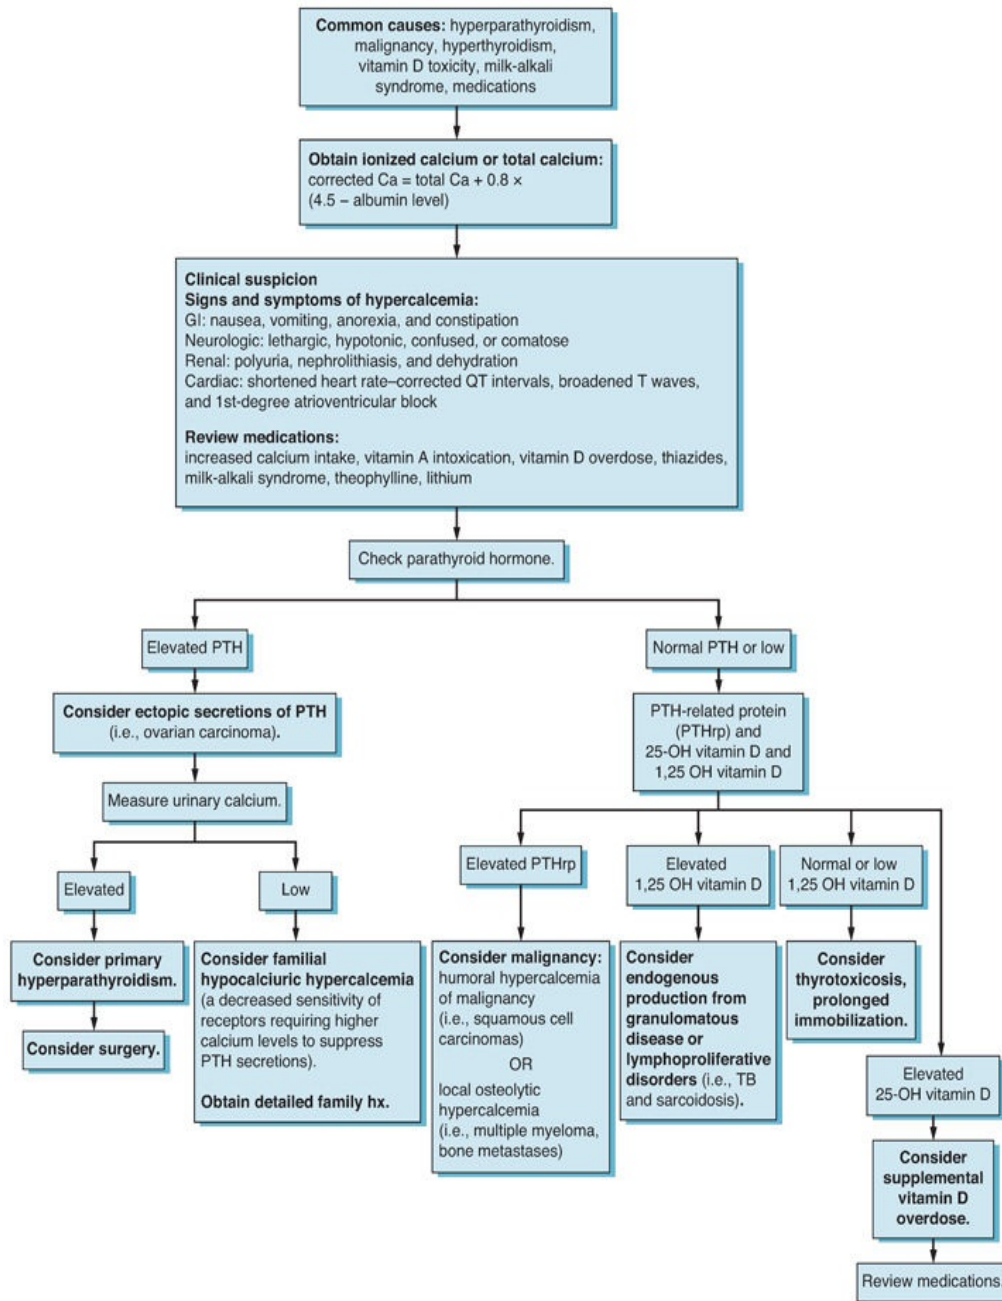 Common causes: hyperparathyroidism,
malignancy, hyperthyroidism,
vitamin D toxicity, milk-alkali
syndrome, medications
Obtain ionized calcium or total calcium:
corrected Ca = total Ca + 0.8 ×
(4.5 – albumin level)
Clinical suspicion
Signs and symptoms of hypercalcemia:
GI: nausea, vomiting, anorexia, and constipation
Neurologic: lethargic, hypotonic, confused, or comatose
Renal: polyuria, nephrolithiasis, and dehydration
Cardiac: shortened heart rate–corrected QT intervals, broadened T waves,
and 1st-degree atrioventricular block
Review medications:
increased calcium intake, vitamin A intoxication, vitamin D overdose, thiazides,
milk-alkali syndrome, theophylline, lithium
Check parathyroid hormone.
Elevated PTH
Consider ectopic secretions of PTH
(i.e., ovarian carcinoma).
Measure urinary calcium.
Elevated
Consider primary
hyperparathyroidism.
Consider surgery.
Low
Consider familial
hypocalciuric hypercalcemia
(a decreased sensitivity of
receptors requiring higher
calcium levels to suppress
PTH secretions).
Obtain detailed family hx.
Normal PTH or low
PTH-related protein
(PTHrp) and
25-OH vitamin D and
1,25 OH vitamin D
Elevated PTHrp
Consider malignancy:
humoral hypercalcemia
of malignancy
(i.e., squamous cell
carcinomas)
OR
local osteolytic
hypercalcemia
(i.e., multiple myeloma,
bone metastases)
Elevated
1,25 OH vitamin D
Consider
endogenous
production from
granulomatous
disease or
lymphoproliferative
disorders (i.e., TB
and sarcoidosis).
Normal or low
1,25 OH vitamin D
Consider
thyrotoxicosis,
prolonged
immobilization.
Elevated
25-OH vitamin D
Consider
supplemental
vitamin D
overdose.
Review medications.